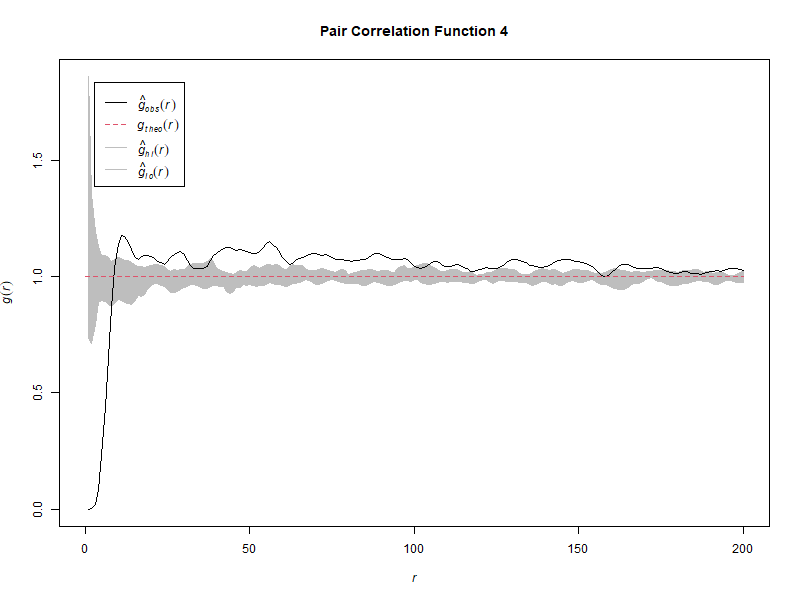 Pair Correlation Function 4
ĝobs(r)
gtheo(r)
ĝhi(r)
ĝlo(r)
g(r)
1.5
1.0
0.5
0.0
0 50 100 150 200
r